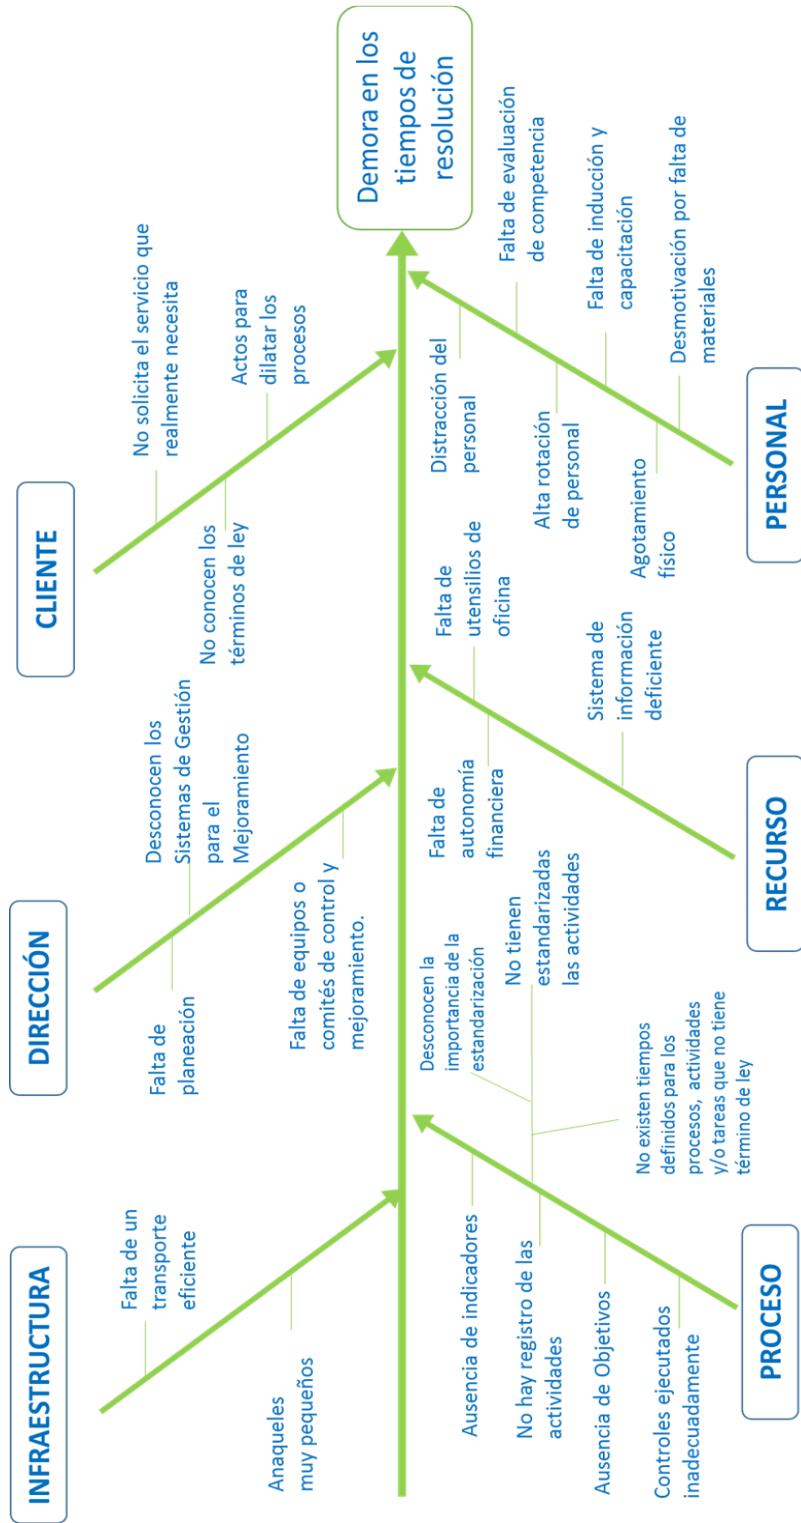 INFRAESTRUCTURA
Falta de un
transporte
eficiente
Anaqueles
muy pequeños
DIRECCIÓN
Falta de
planeación
Desconocen los
Sistemas de Gestión
para el
Mejoramiento
Falta de equipos o
comités de control y
mejoramiento.
CLIENTE
No solicita el servicio que
realmente necesita
No conocen los
términos de ley
Actos para
dilatar los
procesos
Demora en los
tiempos de
resolución
PROCESO
Ausencia de indicadores
No hay registro de las
actividades
Ausencia de Objetivos
Controles ejecutados
inadecuadamente
Desconocen la
importancia de la
estandarización
No tienen
estandarizadas
las actividades
No existen tiempos
definidos para los
procesos, actividades
y/o tareas que no tiene
término de ley
RECURSO
Falta de
autonomía
financiera
Falta de
utensilios de
oficina
Sistema de
información
deficiente
PERSONAL
Distracción del
personal
Alta rotación
de personal
Agotamiento
físico
Falta de evaluación
de competencia
Falta de inducción y
capacitación
Desmotivación por falta de
materiales